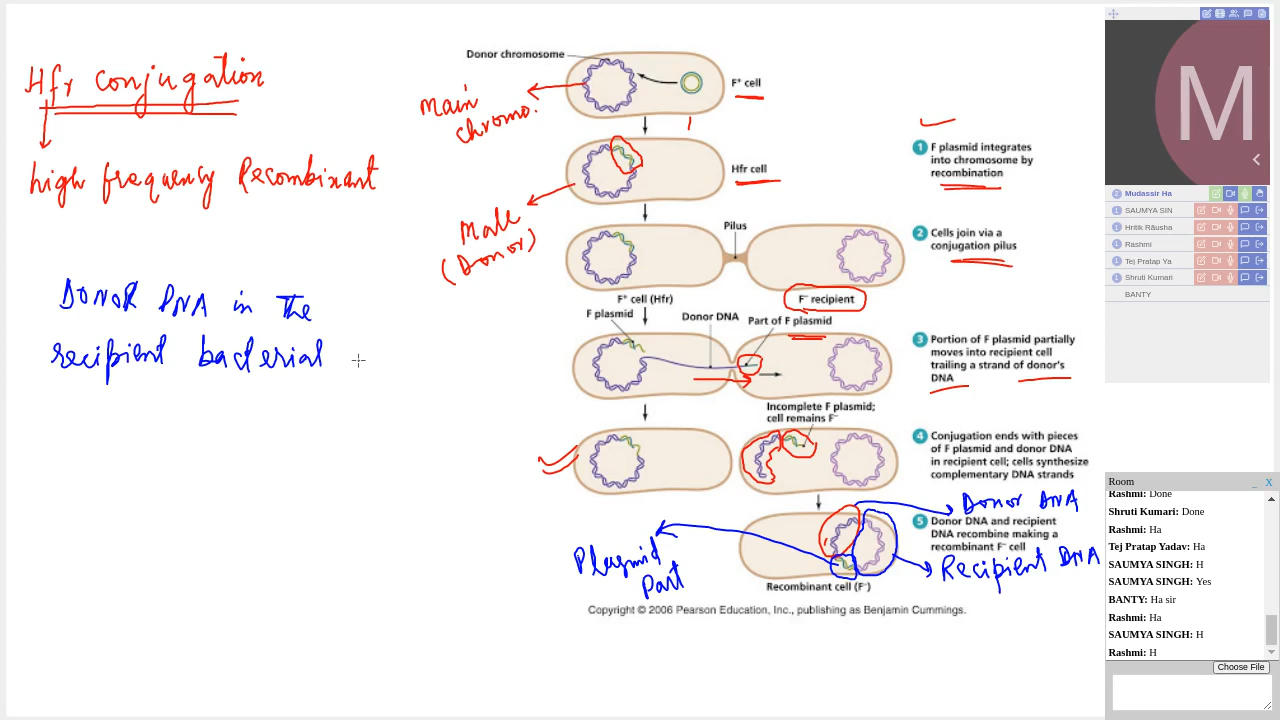 Hfr conjugation
high frequency Recombinant
DONOR DNA in the
recipient bacterial
Donor chromosome
F⁺ cell
Main
chromo.
Hfr cell
Male
(Donor)
1 F plasmid integrates
into chromosome by
recombination
Pilus
2 Cells join via a
conjugation pilus
F⁺ cell (Hfr)
F⁻ recipient
F plasmid
Donor DNA
Part of F plasmid
3 Portion of F plasmid partially
moves into recipient cell
trailing a strand of donor's
DNA
Incomplete F plasmid;
cell remains F⁻
4 Conjugation ends with pieces
of F plasmid and donor DNA
in recipient cell; cells synthesize
complementary DNA strands
Donor DNA
5 Donor DNA and recipient
DNA recombine making a
recombinant F⁻ cell
Plasmid
Part
Recipient DNA
Recombinant cell (F⁻)
Copyright © 2006 Pearson Education, Inc., publishing as Benjamin Cummings.
M
2 Mudassir Ha
1 SAUMYA SIN
1 Hritik Râusha
1 Rashmi
1 Tej Pratap Ya
1 Shruti Kumari
BANTY
Room _ X
Rashmi: Done
Shruti Kumari: Done
Rashmi: Ha
Tej Pratap Yadav: Ha
SAUMYA SINGH: H
SAUMYA SINGH: Yes
BANTY: Ha sir
Rashmi: Ha
SAUMYA SINGH: H
Rashmi: H
Choose File